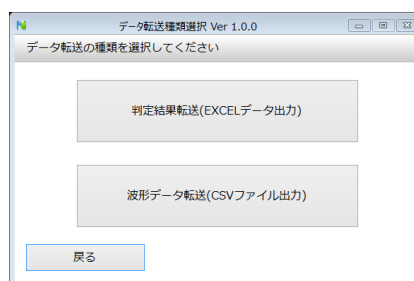 データ転送種類選択 Ver 1.0.0
データ転送の種類を選択してください
判定結果転送(EXCELデータ出力)
波形データ転送(CSVファイル出力)
戻る